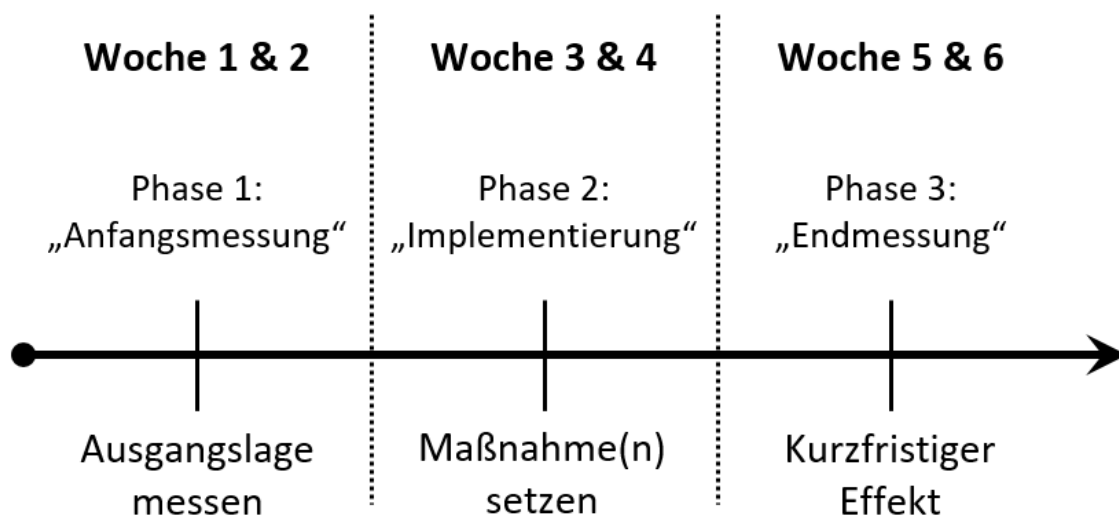 Woche 1 & 2
Phase 1:
„Anfangsmessung“
Ausgangslage
messen
Woche 3 & 4
Phase 2:
„Implementierung“
Maßnahme(n)
setzen
Woche 5 & 6
Phase 3:
„Endmessung“
Kurzfristiger
Effekt